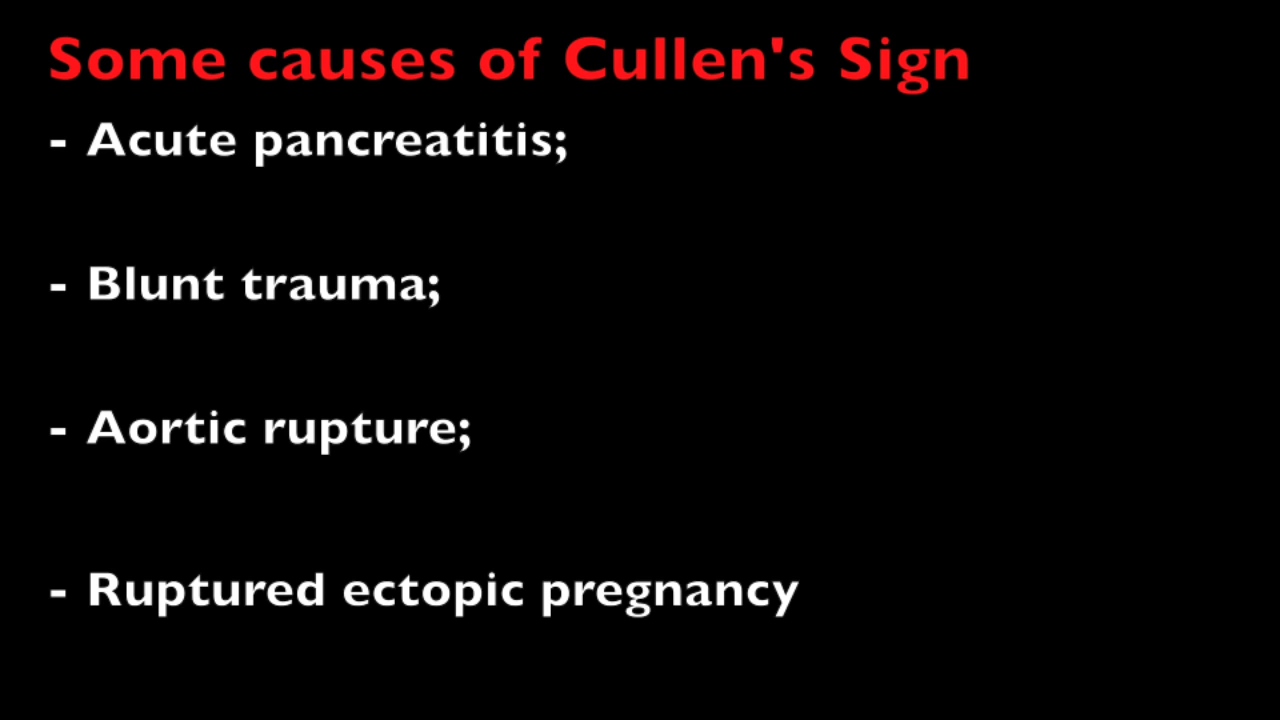 Some causes of Cullen's Sign
- Acute pancreatitis;
- Blunt trauma;
- Aortic rupture;
- Ruptured ectopic pregnancy